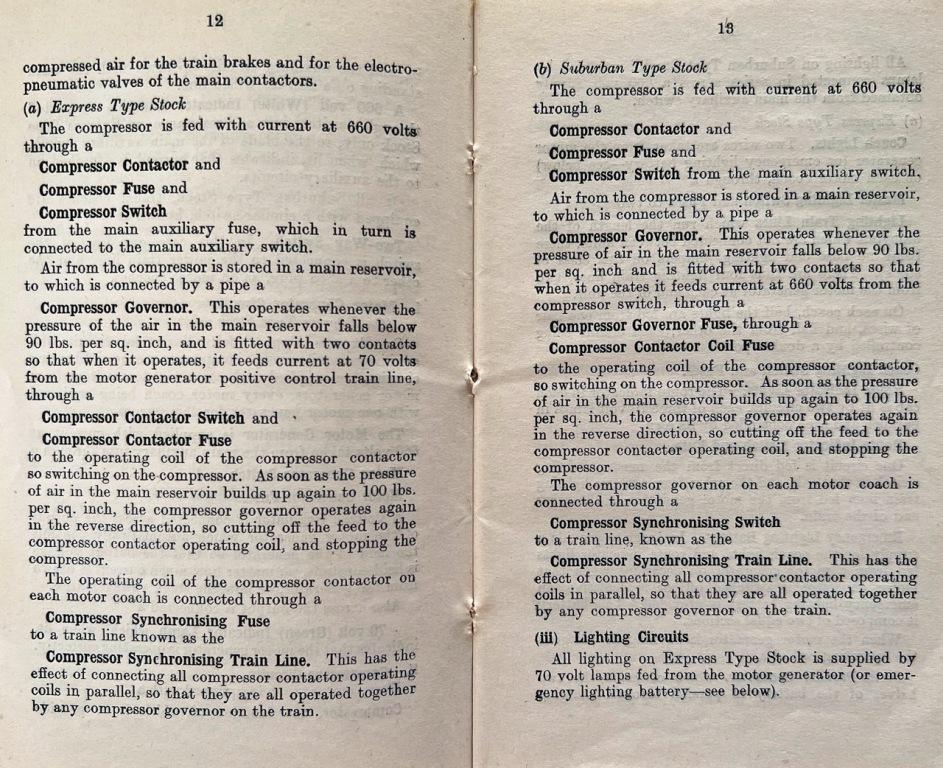 12
compressed air for the train brakes and for the electro-
pneumatic valves of the main contactors.
(a) Express Type Stock
The compressor is fed with current at 660 volts
through a
Compressor Contactor and
Compressor Fuse and
Compressor Switch
from the main auxiliary fuse, which in turn is
connected to the main auxiliary switch.
Air from the compressor is stored in a main reservoir,
to which is connected by a pipe a
Compressor Governor. This operates whenever the
pressure of the air in the main reservoir falls below
90 lbs. per sq. inch, and is fitted with two contacts
so that when it operates, it feeds current at 70 volts
from the motor generator positive control train line,
through a
Compressor Contactor Switch and
Compressor Contactor Fuse
to the operating coil of the compressor contactor
so switching on the compressor. As soon as the pressure
of air in the main reservoir builds up again to 100 lbs.
per sq. inch, the compressor governor operates again
in the reverse direction, so cutting off the feed to the
compressor contactor operating coil, and stopping the
compressor.
The operating coil of the compressor contactor on
each motor coach is connected through a
Compressor Synchronising Fuse
to a train line known as the
Compressor Synchronising Train Line. This has the
effect of connecting all compressor contactor operating
coils in parallel, so that they are all operated together
by any compressor governor on the train.
13
(b) Suburban Type Stock
The compressor is fed with current at 660 volts
through a
Compressor Contactor and
Compressor Fuse and
Compressor Switch from the main auxiliary switch.
Air from the compressor is stored in a main reservoir,
to which is connected by a pipe a
Compressor Governor. This operates whenever the
pressure of air in the main reservoir falls below 90 lbs.
per sq. inch and is fitted with two contacts so that
when it operates it feeds current at 660 volts from the
compressor switch, through a
Compressor Governor Fuse, through a
Compressor Contactor Coil Fuse
to the operating coil of the compressor contactor,
so switching on the compressor. As soon as the pressure
of air in the main reservoir builds up again to 100 lbs.
per sq. inch, the compressor governor operates again
in the reverse direction, so cutting off the feed to the
compressor contactor operating coil, and stopping the
compressor.
The compressor governor on each motor coach is
connected through a
Compressor Synchronising Switch
to a train line, known as the
Compressor Synchronising Train Line. This has the
effect of connecting all compressor contactor operating
coils in parallel, so that they are all operated together
by any compressor governor on the train.
(iii) Lighting Circuits
All lighting on Express Type Stock is supplied by
70 volt lamps fed from the motor generator (or emer-
gency lighting battery—see below).